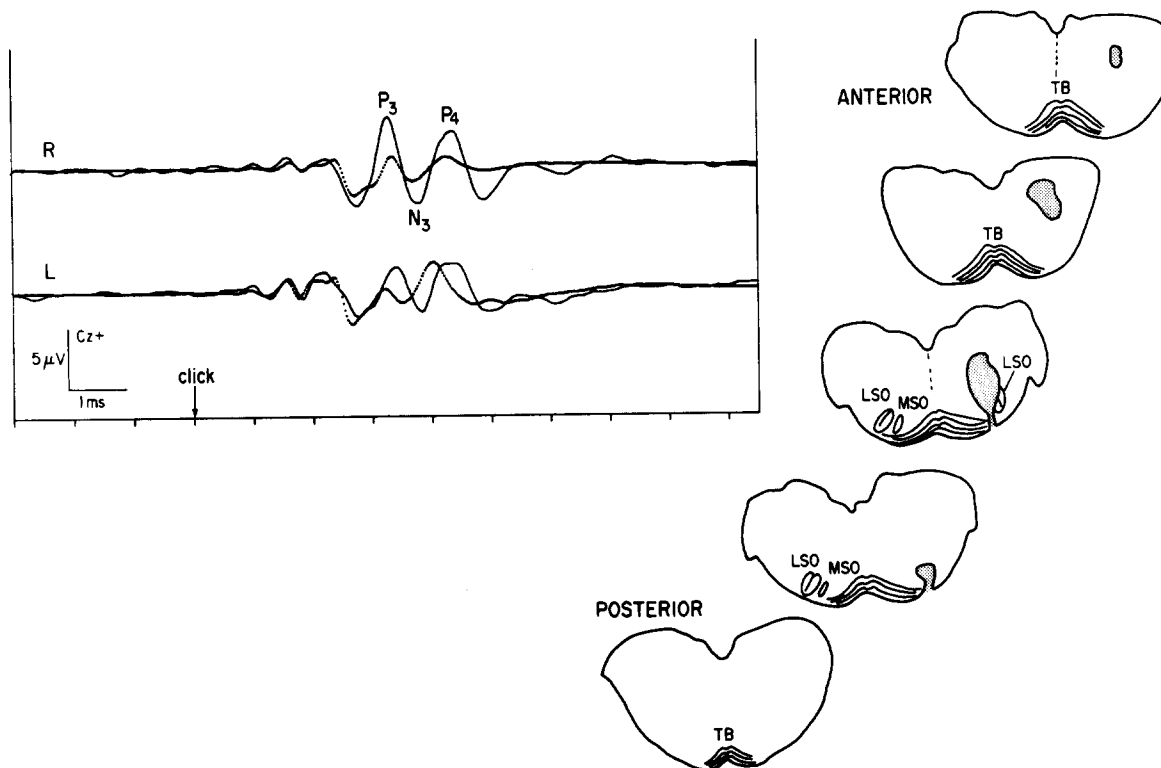 R
P3
P4
N3
L
Cz+
5μV
1ms
click
ANTERIOR
TB
TB
LSO
MSO
LSO
LSO
MSO
POSTERIOR
TB